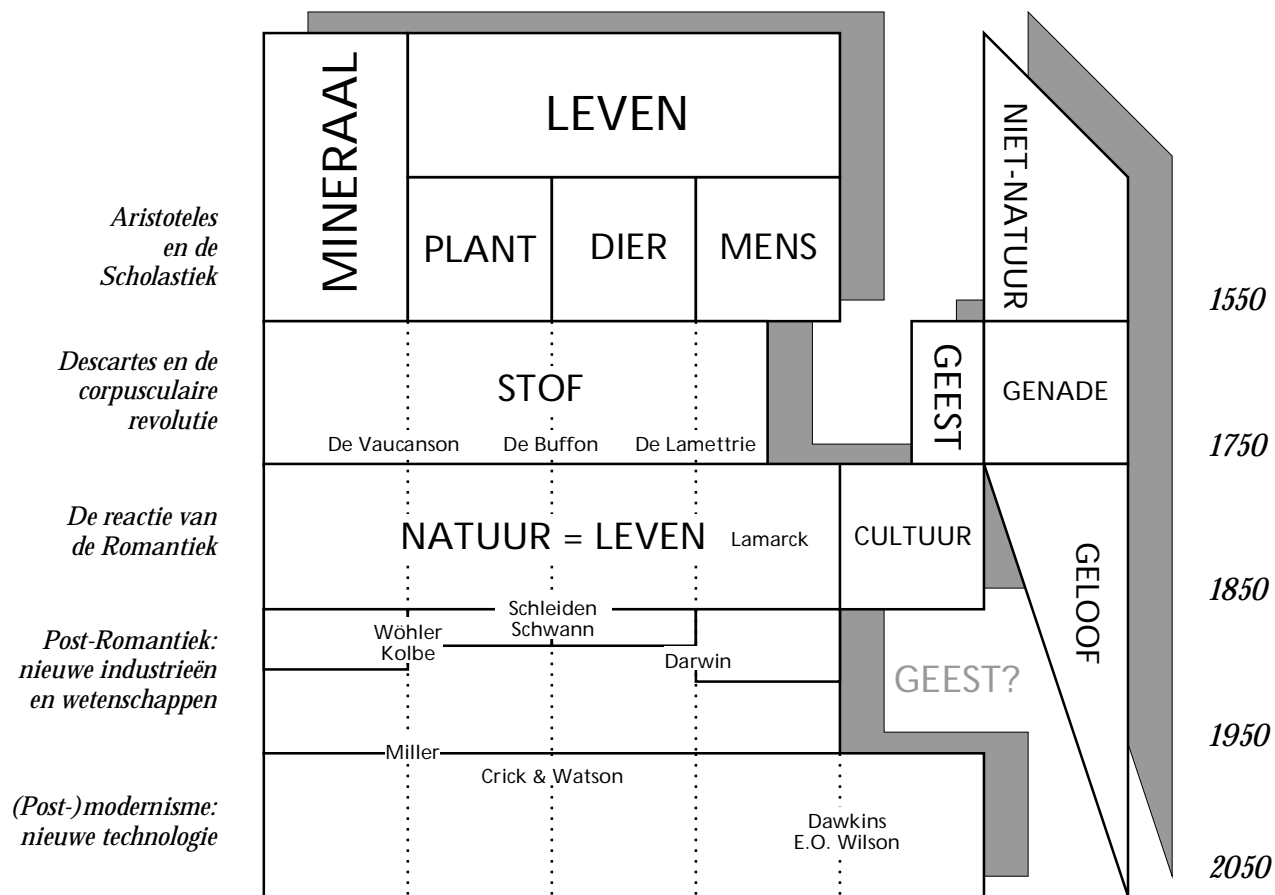 MINERAAL
LEVEN
NIET-NATUUR
Aristoteles
en de
Scholastiek
PLANT
DIER
MENS
1550
Descartes en de
corpusculaire
revolutie
STOF
GEEST
GENADE
De Vaucanson
De Buffon
De Lamettrie
1750
De reactie van
de Romantiek
NATUUR = LEVEN
Lamarck
CULTUUR
GELOOF
1850
Post-Romantiek:
nieuwe industrieën
en wetenschappen
Wöhler
Kolbe
Schleiden
Schwann
Darwin
GEEST?
1950
Miller
Crick & Watson
(Post-)modernisme:
nieuwe technologie
Dawkins
E.O. Wilson
2050